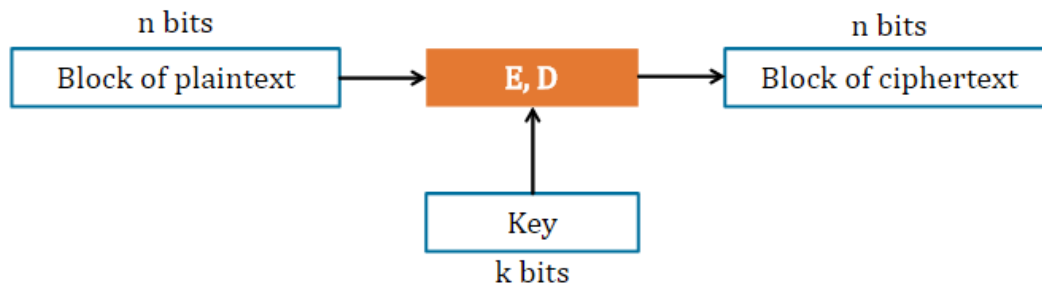 n bits
n bits
Block of plaintext
E, D
Block of ciphertext
Key
k bits